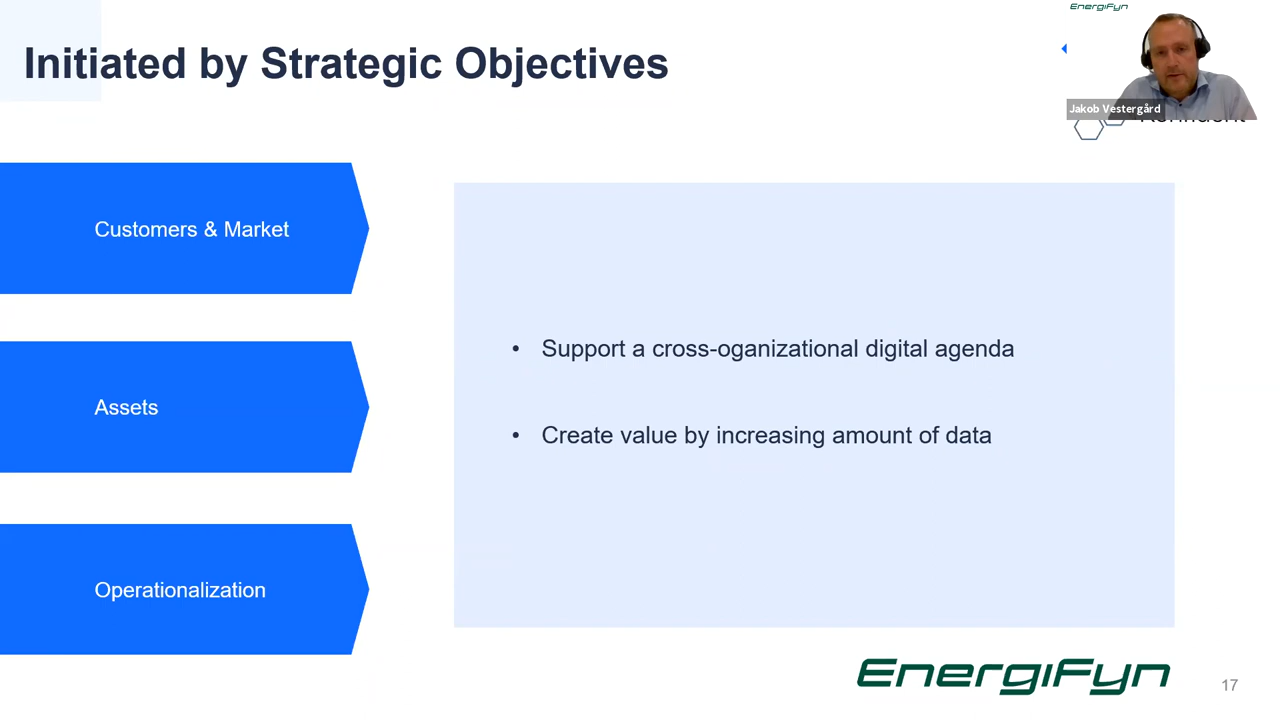 EnergiFyn
Initiated by Strategic Objectives
Jakob Vestergård
Customers & Market
Support a cross-oganizational digital agenda
Assets
Create value by increasing amount of data
Operationalization
EnergiFyn
17